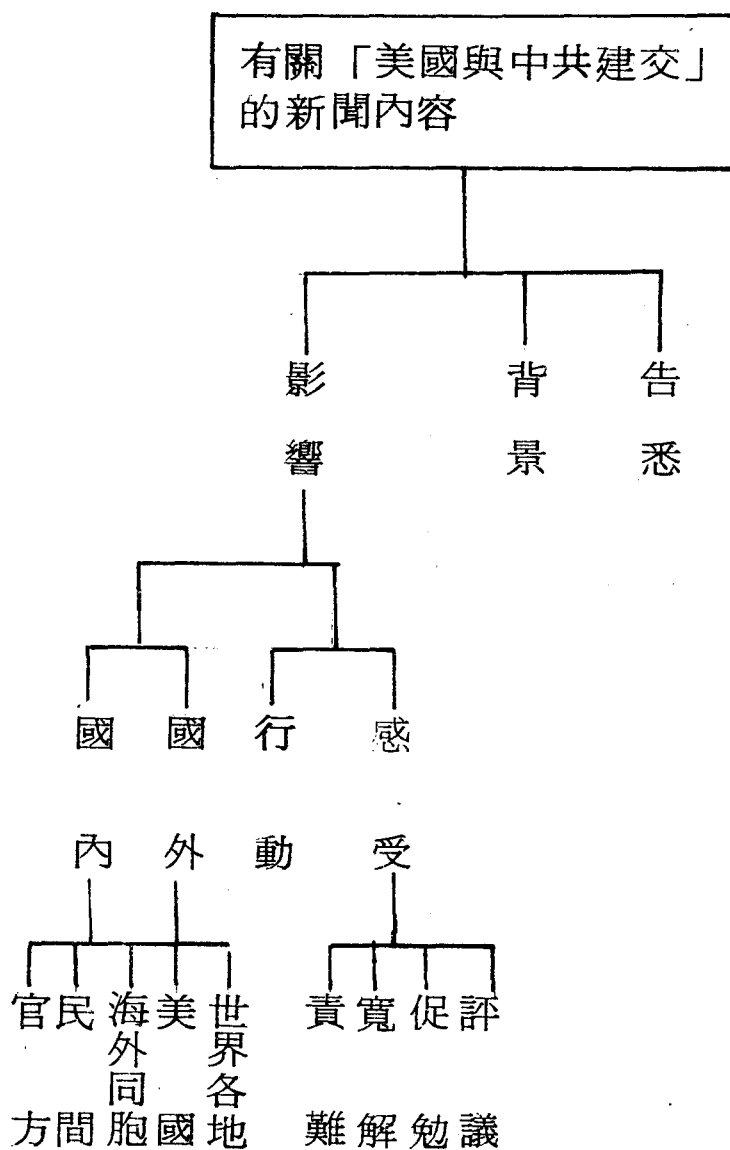 有關「美國與中共建交」
的新聞內容
告悉
背景
影響
感受
行動
國外
國內
評議
促勉
寬解
責難
世界各地
美國
海外同胞
民間
官方